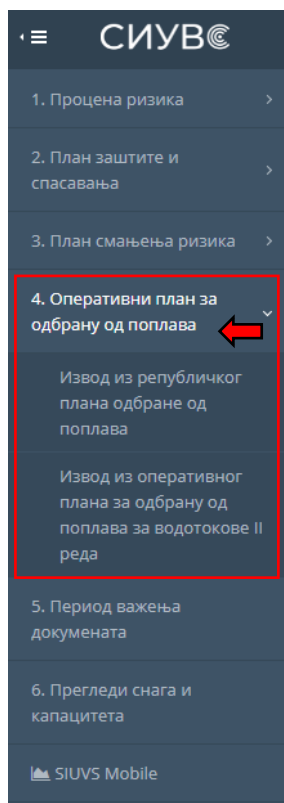 СИУВС
1. Процена ризика
2. План заштите и
спасавања
3. План смањења ризика
4. Оперативни план за
одбрану од поплава
Извод из републичког
плана одбране од
поплава
Извод из оперативног
плана за одбрану од
поплава за водотокове II
реда
5. Период важења
докумената
6. Прегледи снага и
капацитета
SIUVS Mobile